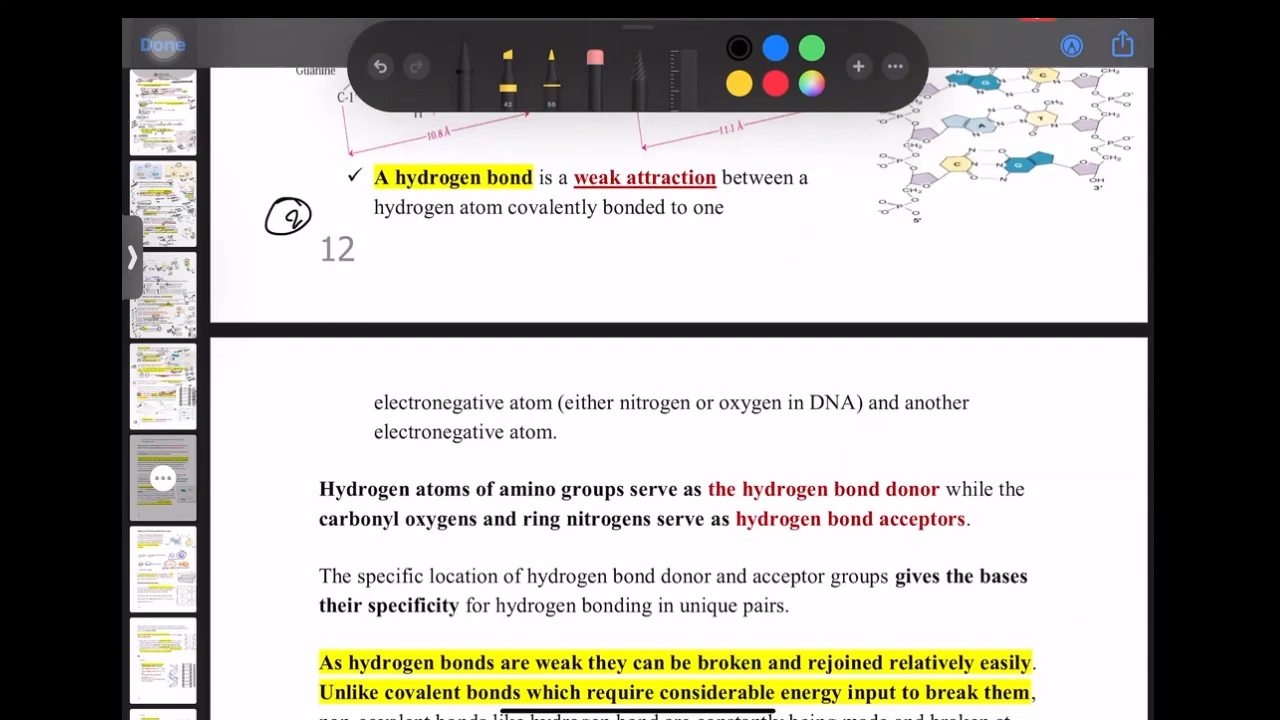 Done
42
50
Guanine
C-1
10.8 Å
11.1 Å
✓ A hydrogen bond is a weak attraction between a
hydrogen atom covalently bonded to one
12
electronegative atom (either nitrogen or oxygen in DNA) and another
electronegative atom.
Hydrogen atoms of amino groups serve as the hydrogen bond donor while the
carbonyl oxygens and ring nitrogens serve as hydrogen bond acceptors.
The specific location of hydrogen bond donor and acceptor groups gives the bases
their specificity for hydrogen bonding in unique pairs.
As hydrogen bonds are weak they can be broken and rejoined relatively easily.
Unlike covalent bonds which require considerable energy input to break them,